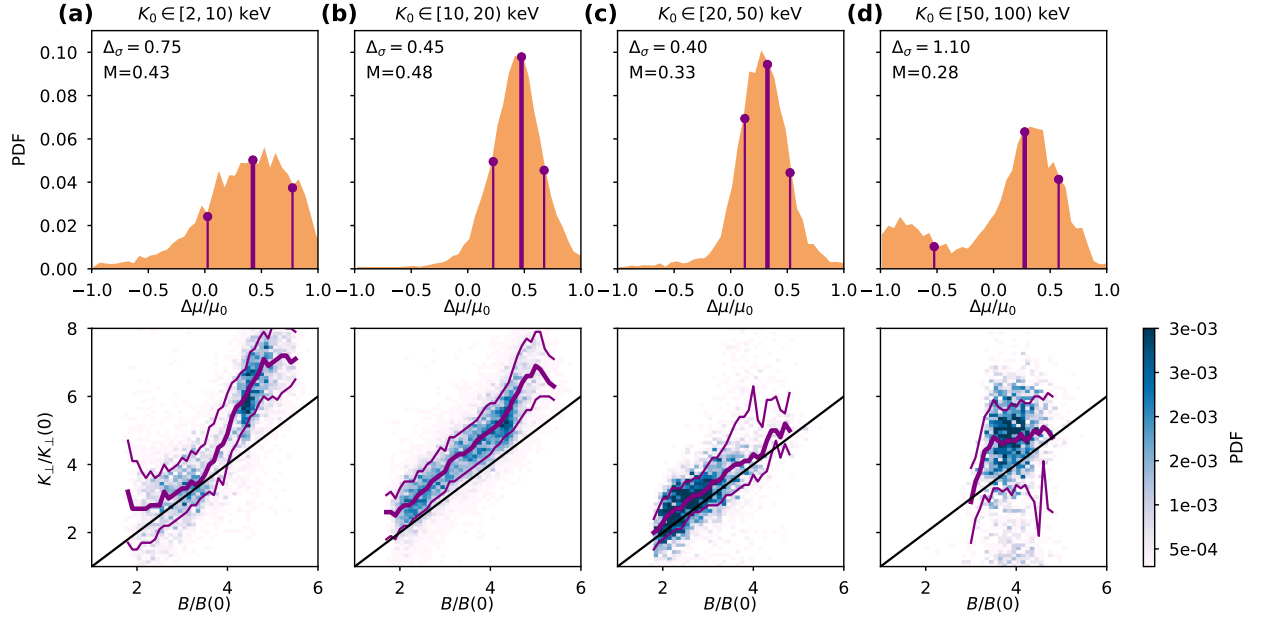 (a) K₀ ∈ [2, 10) keV
(b) K₀ ∈ [10, 20) keV
(c) K₀ ∈ [20, 50) keV
(d) K₀ ∈ [50, 100) keV
PDF
0.10
0.08
0.06
0.04
0.02
0.00
Δσ = 0.75
M=0.43
Δσ = 0.45
M=0.48
Δσ = 0.40
M=0.33
Δσ = 1.10
M=0.28
−1.0 −0.5 0.0 0.5 1.0
−1.0 −0.5 0.0 0.5 1.0
−1.0 −0.5 0.0 0.5 1.0
−1.0 −0.5 0.0 0.5 1.0
Δμ/μ₀
Δμ/μ₀
Δμ/μ₀
Δμ/μ₀
K⊥/K⊥(0)
8
6
4
2
2 4 6
2 4 6
2 4 6
2 4 6
B/B(0)
B/B(0)
B/B(0)
B/B(0)
3e-03
3e-03
2e-03
2e-03
1e-03
5e-04
PDF